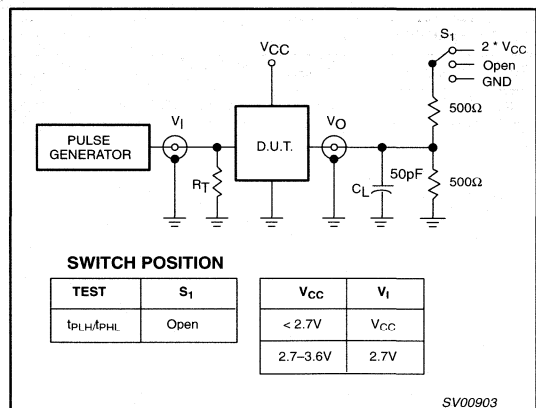 S1
2 * VCC
Open
GND
VCC
500Ω
VI
VO
PULSE
GENERATOR
D.U.T.
RT
50pF
CL
500Ω
SWITCH POSITION
TEST S1
tPLH/tPHL Open
VCC VI
< 2.7V VCC
2.7–3.6V 2.7V
SV00903